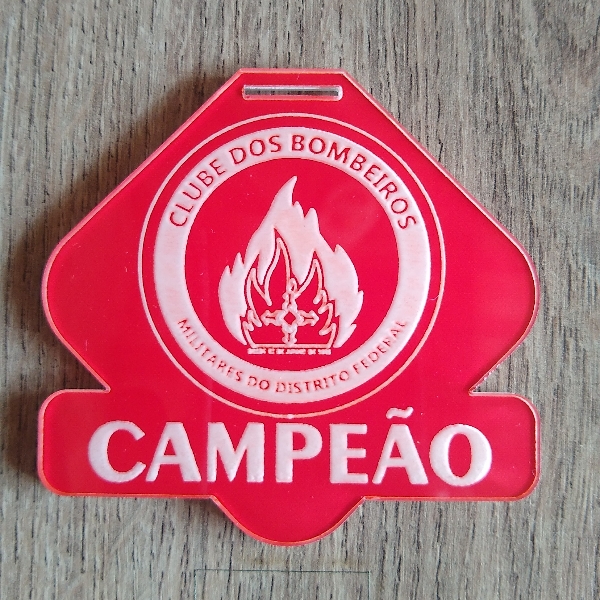 CLUBE DOS BOMBEIROS
MILITARES DO DISTRITO FEDERAL
CAMPEÃO